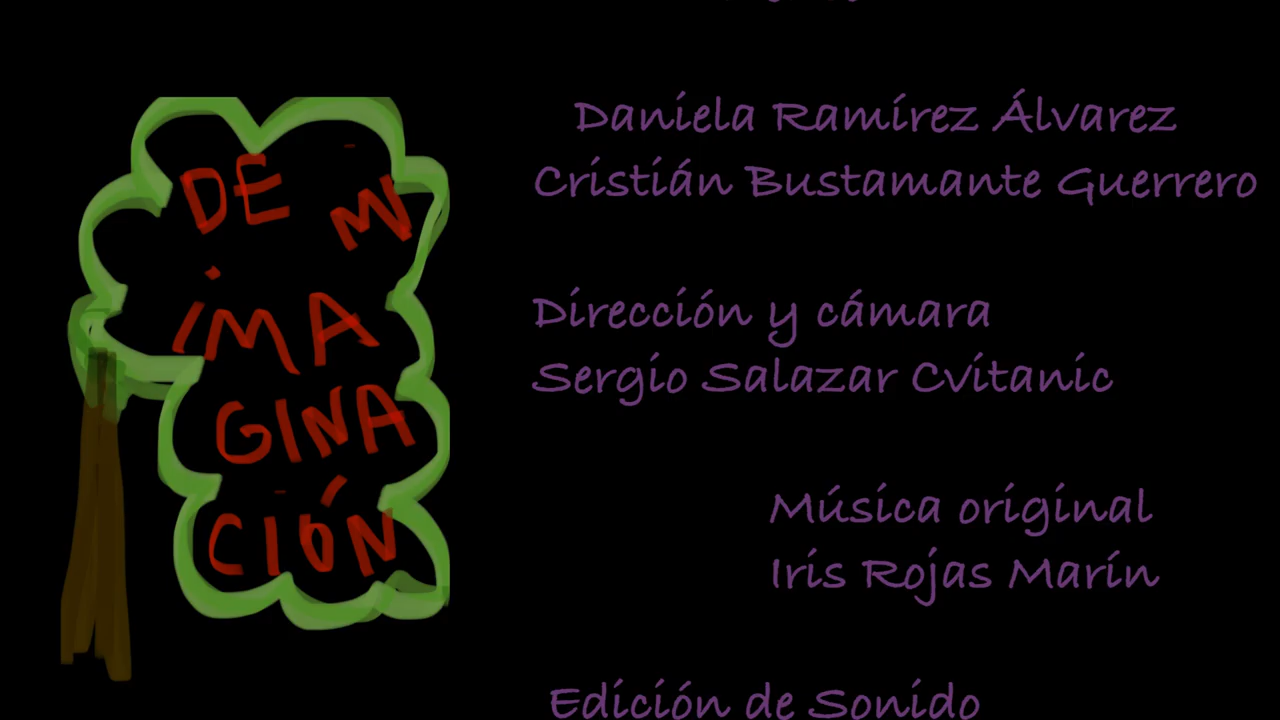 DE MI
IMA
GINA
CIÓN
Daniela Ramírez Álvarez
Cristián Bustamante Guerrero
Dirección y cámara
Sergio Salazar Cvitanic
Música original
Iris Rojas Marín
Edición de Sonido